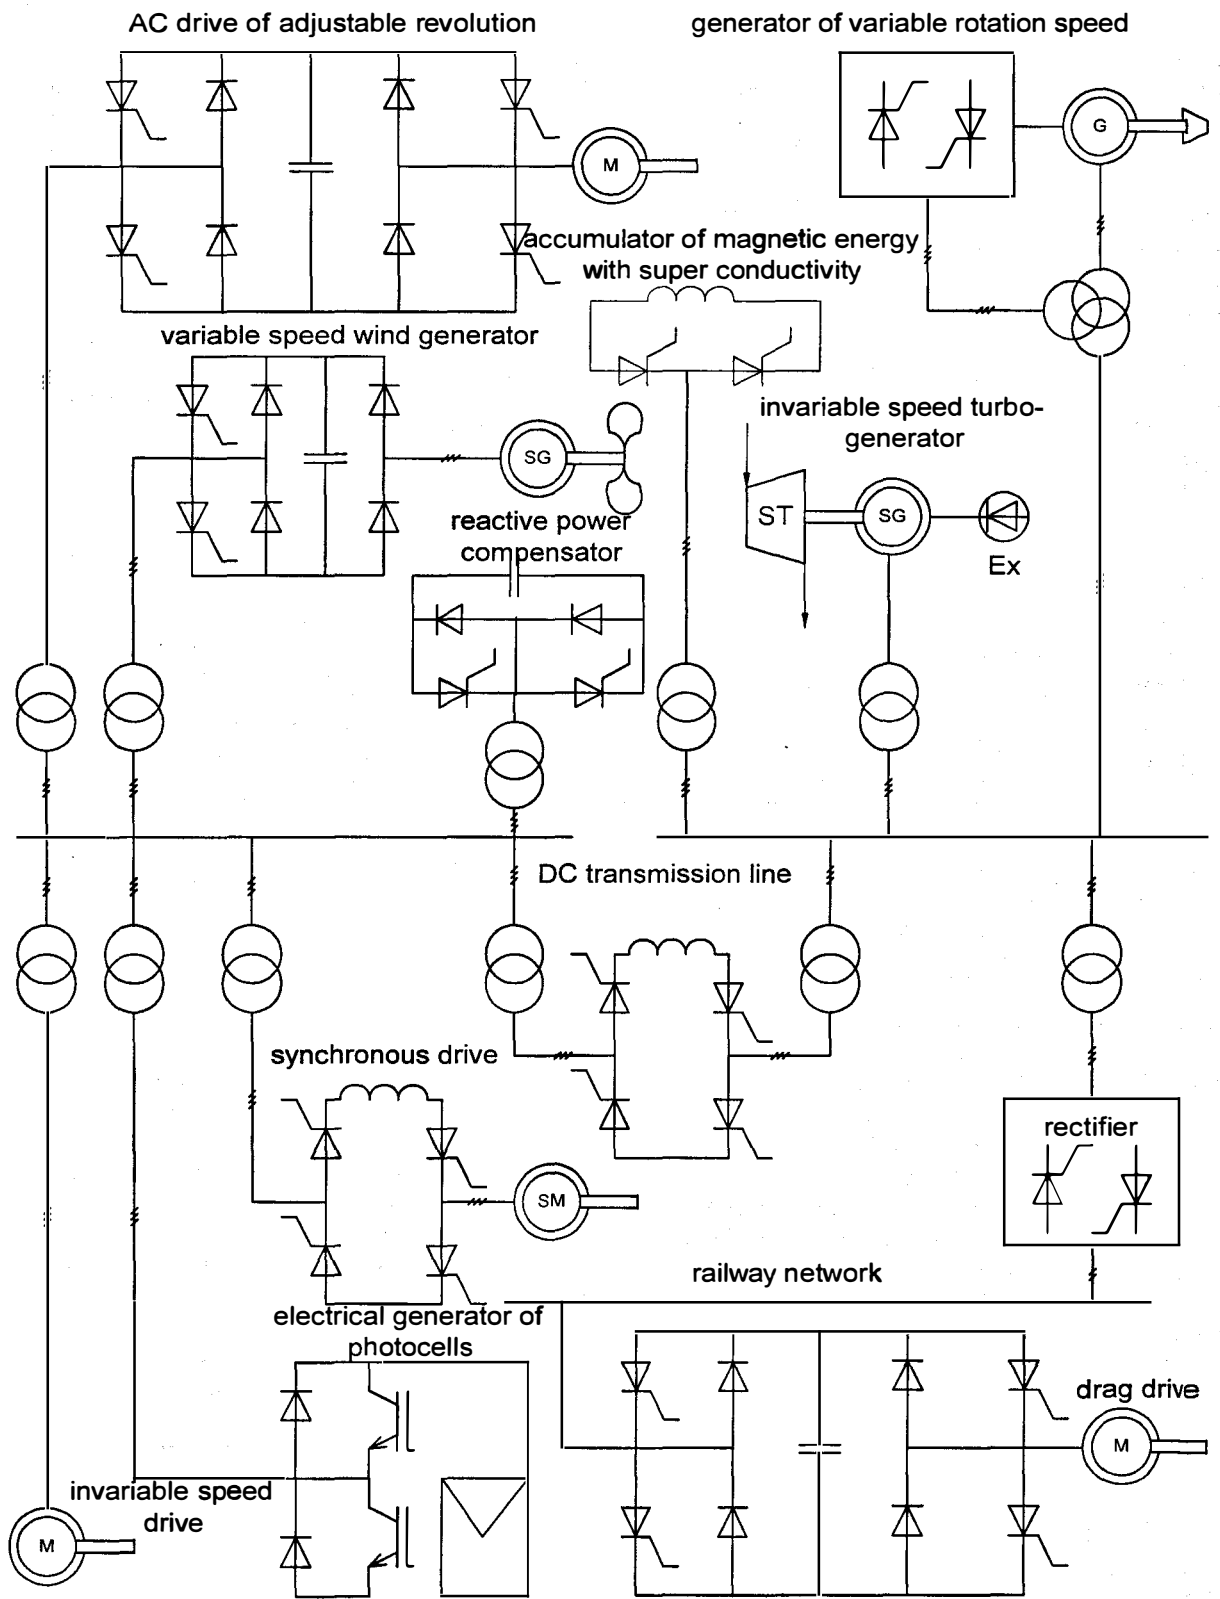 AC drive of adjustable revolution
generator of variable rotation speed
G
M
accumulator of magnetic energy
with super conductivity
variable speed wind generator
invariable speed turbo-
generator
SG
ST
SG
reactive power
compensator
Ex
DC transmission line
synchronous drive
rectifier
SM
railway network
electrical generator of
photocells
drag drive
M
invariable speed
drive
M